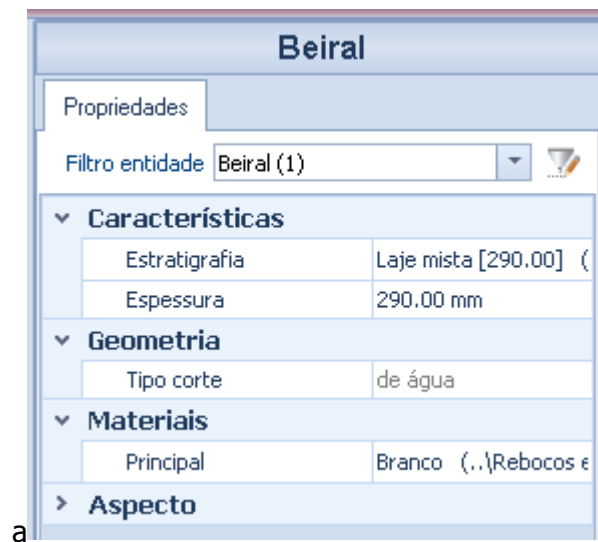 Beiral
Propriedades
Filtro entidade Beiral (1)
Características
Estratigrafia Laje mista [290.00] (
Espessura 290.00 mm
Geometria
Tipo corte de água
Materiais
Principal Branco (..\Rebocos e
Aspecto
a